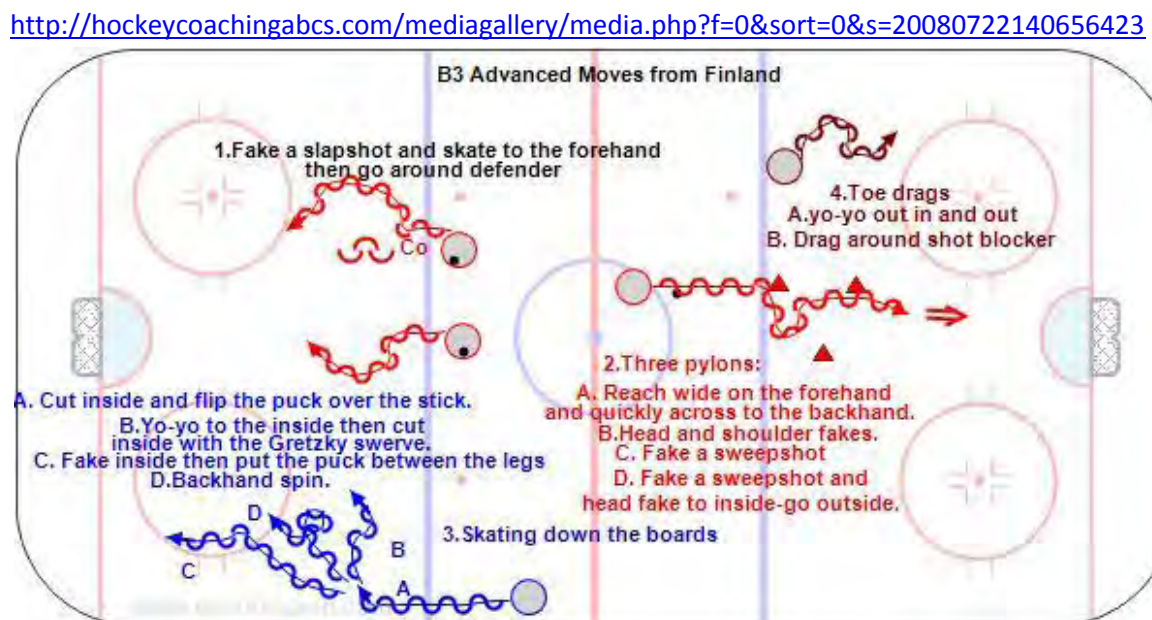 http://hockeycoachingabcs.com/mediagallery/media.php?f=0&sort=0&s=20080722140656423
B3 Advanced Moves from Finland
1.Fake a slapshot and skate to the forehand
then go around defender
Co
4.Toe drags
A.yo-yo out in and out
B. Drag around shot blocker
2.Three pylons:
A. Reach wide on the forehand
and quickly across to the backhand.
B.Head and shoulder fakes.
C. Fake a sweepshot
D. Fake a sweepshot and
head fake to inside-go outside.
A. Cut inside and flip the puck over the stick.
B.Yo-yo to the inside then cut
inside with the Gretzky swerve.
C. Fake inside then put the puck between the legs
D.Backhand spin.
3.Skating down the boards
D
B
C
A